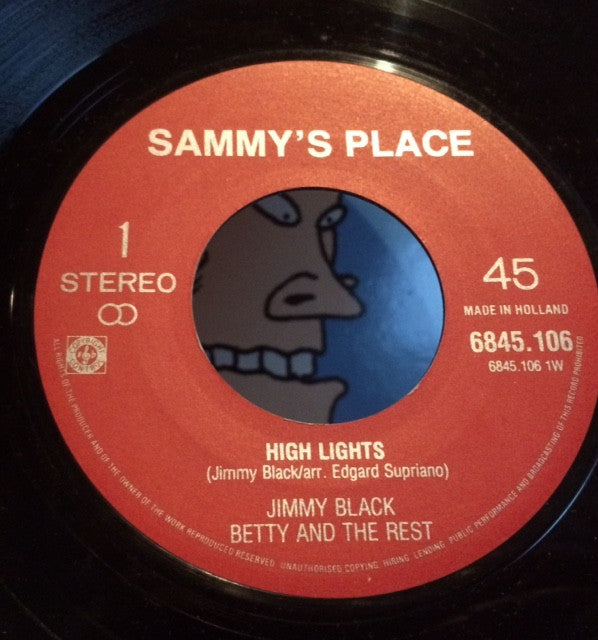 SAMMY'S PLACE
1
STEREO
45
MADE IN HOLLAND
6845.106
6845.106 1W
HIGH LIGHTS
(Jimmy Black/arr. Edgard Supriano)
JIMMY BLACK
BETTY AND THE REST
ALL RIGHTS OF THE PRODUCER AND OF THE OWNER OF THE WORK REPRODUCED RESERVED. UNAUTHORISED COPYING, HIRING, LENDING, PUBLIC PERFORMANCE AND BROADCASTING OF THIS RECORD PROHIBITED